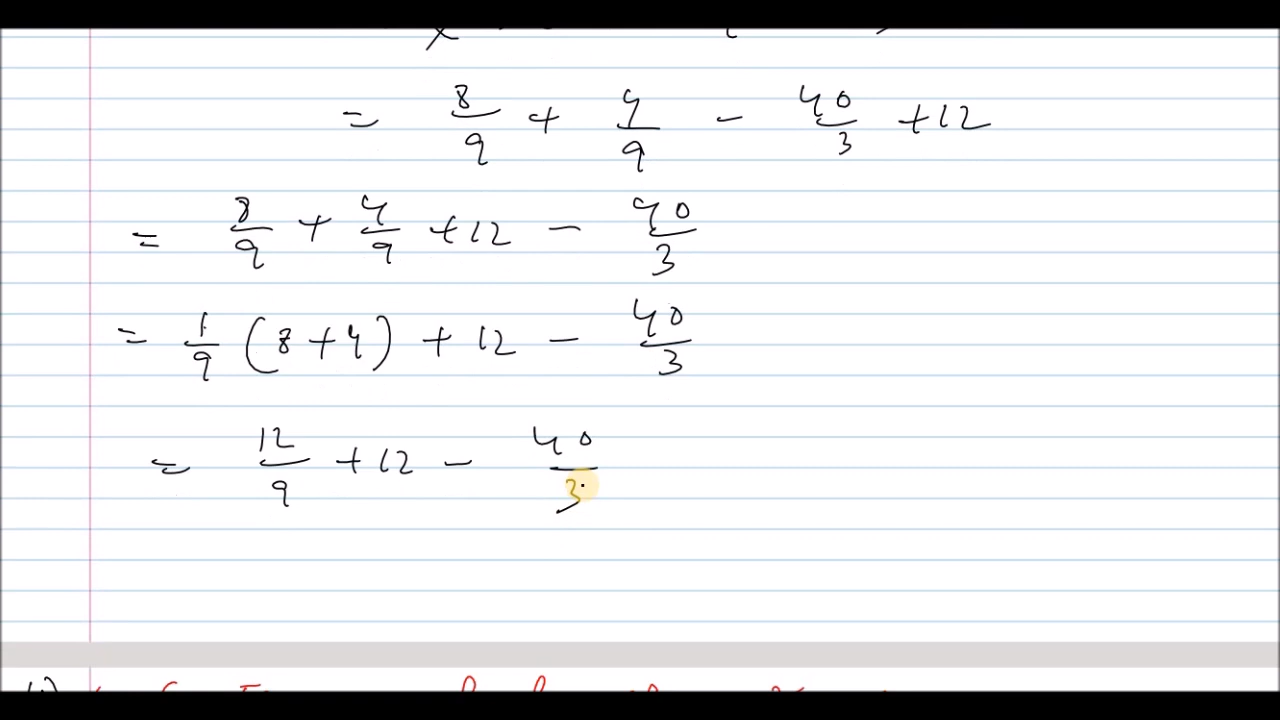 = 8/9 + 4/9 - 40/3 + 12
= 8/9 + 4/9 + 12 - 40/3
= 1/9 (8 + 4) + 12 - 40/3
= 12/9 + 12 - 40/3